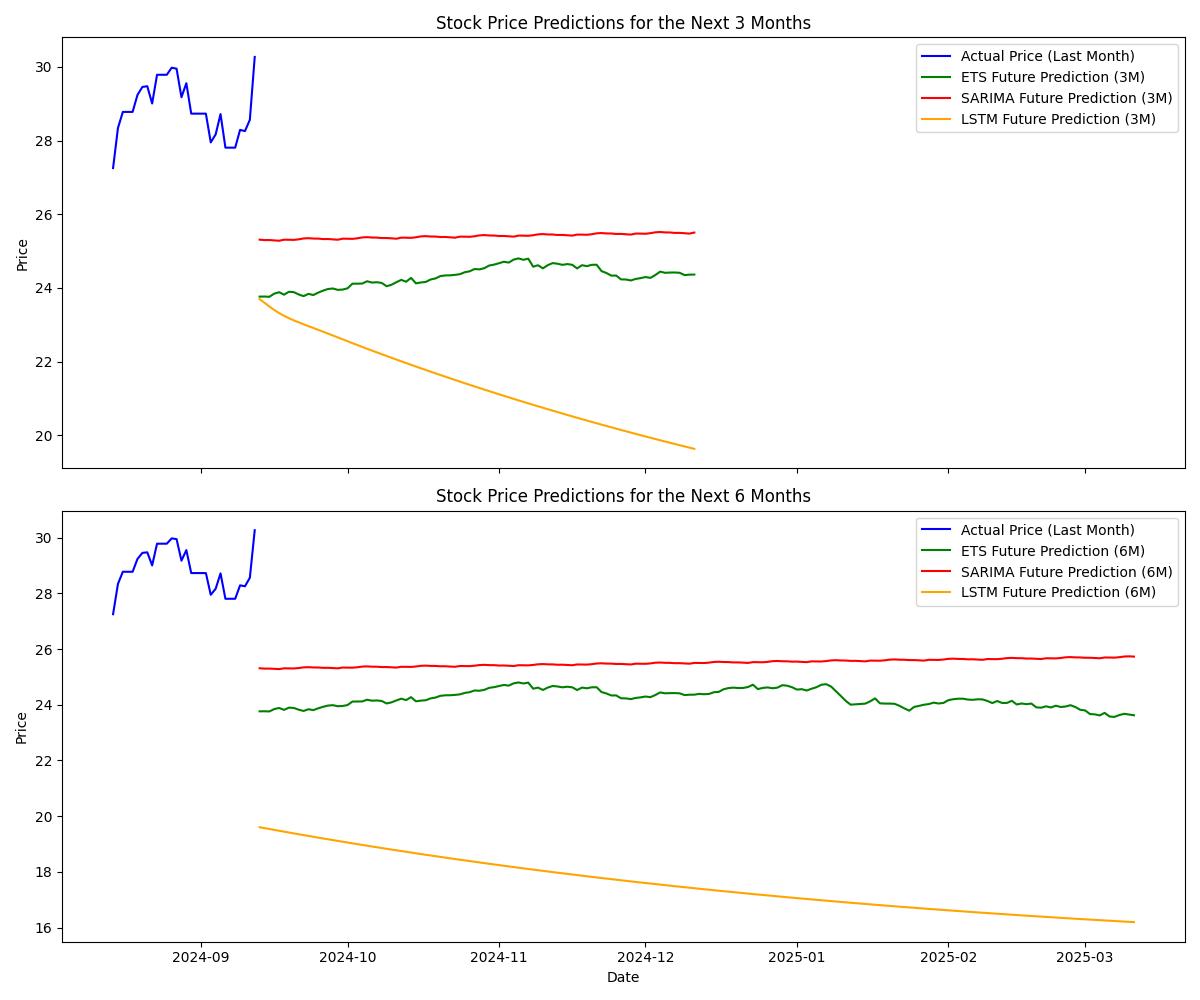 Stock Price Predictions for the Next 3 Months
Price
30
28
26
24
22
20
Actual Price (Last Month)
ETS Future Prediction (3M)
SARIMA Future Prediction (3M)
LSTM Future Prediction (3M)
Stock Price Predictions for the Next 6 Months
Price
30
28
26
24
22
20
18
16
Actual Price (Last Month)
ETS Future Prediction (6M)
SARIMA Future Prediction (6M)
LSTM Future Prediction (6M)
2024-09 2024-10 2024-11 2024-12 2025-01 2025-02 2025-03
Date